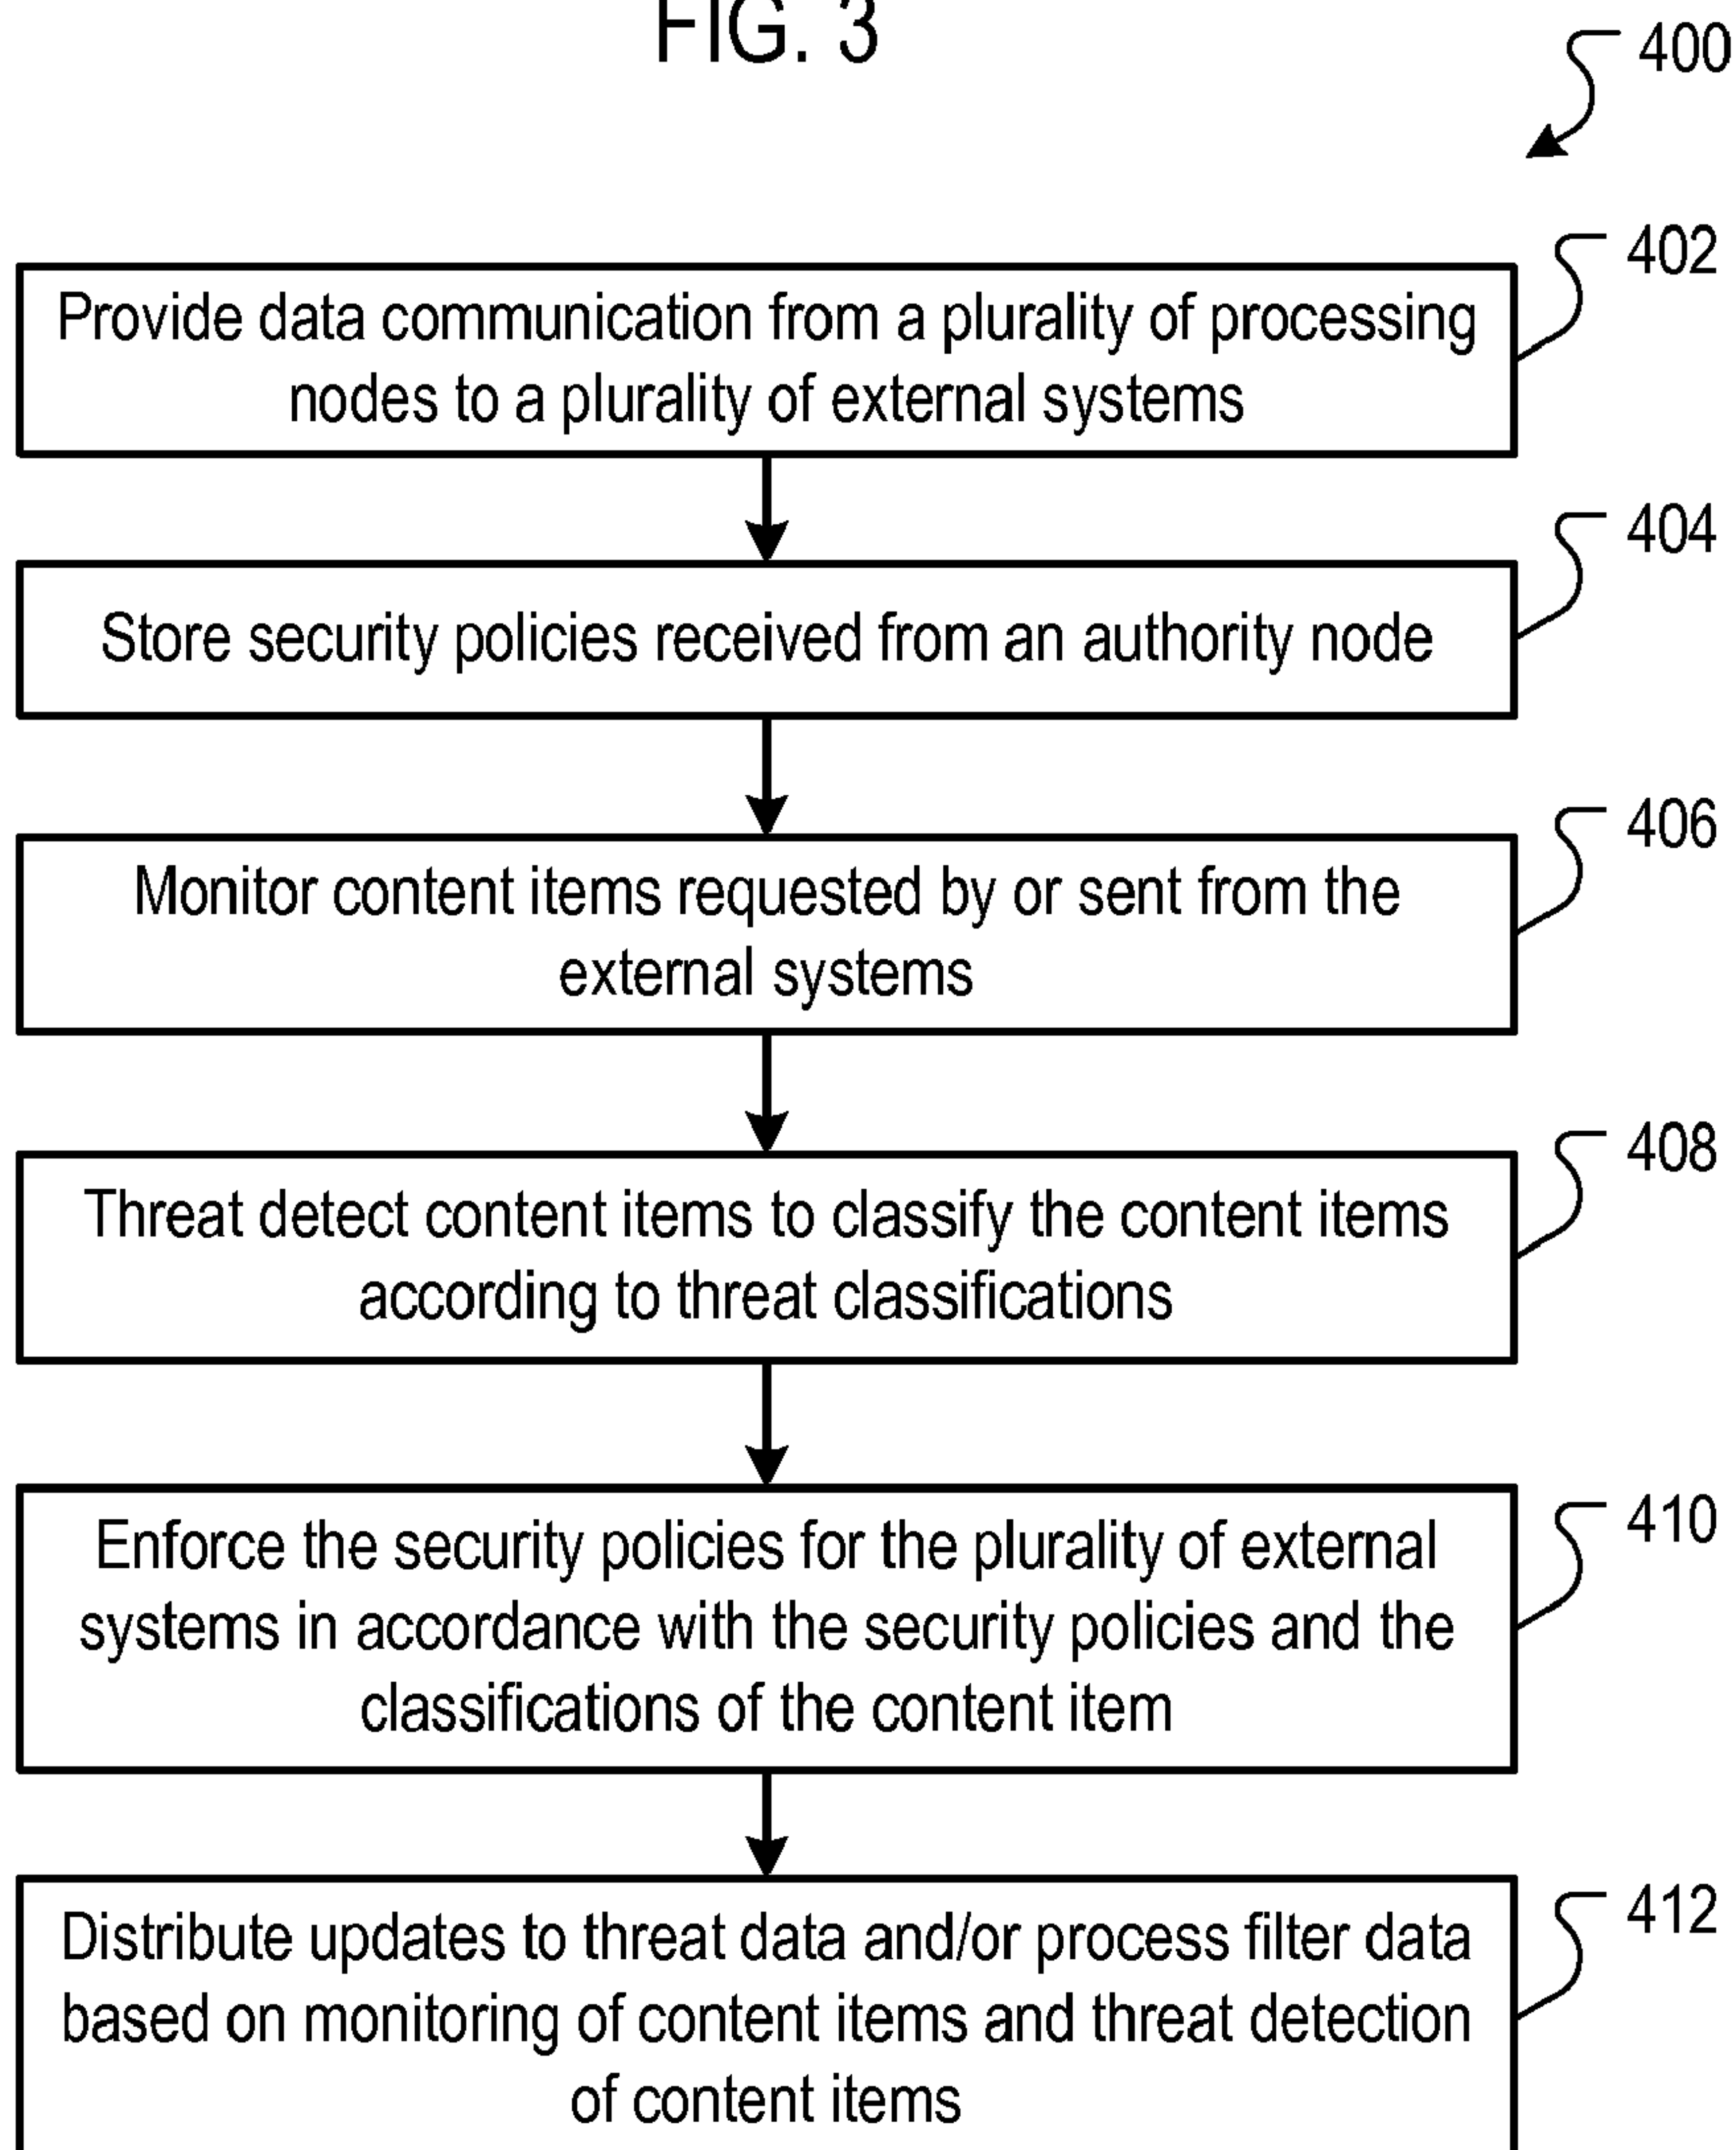 FIG. 3
400
402
Provide data communication from a plurality of processing
nodes to a plurality of external systems
404
Store security policies received from an authority node
406
Monitor content items requested by or sent from the
external systems
408
Threat detect content items to classify the content items
according to threat classifications
410
Enforce the security policies for the plurality of external
systems in accordance with the security policies and the
classifications of the content item
412
Distribute updates to threat data and/or process filter data
based on monitoring of content items and threat detection
of content items